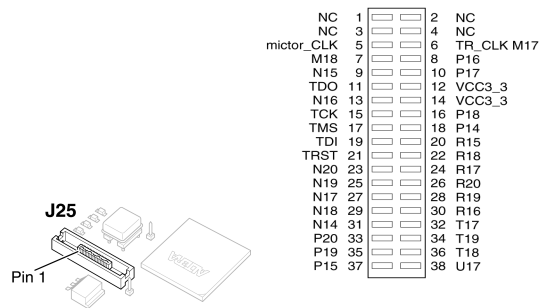 NC 1 2 NC
NC 3 4 NC
mictor_CLK 5 6 TR_CLK M17
M18 7 8 P16
N15 9 10 P17
TDO 11 12 VCC3_3
N16 13 14 VCC3_3
TCK 15 16 P18
TMS 17 18 P14
TDI 19 20 R15
TRST 21 22 R18
N20 23 24 R17
N19 25 26 R20
N17 27 28 R19
N18 29 30 R16
N14 31 32 T17
P20 33 34 T19
P19 35 36 T18
P15 37 38 U17
J25
ALTERA
Pin 1